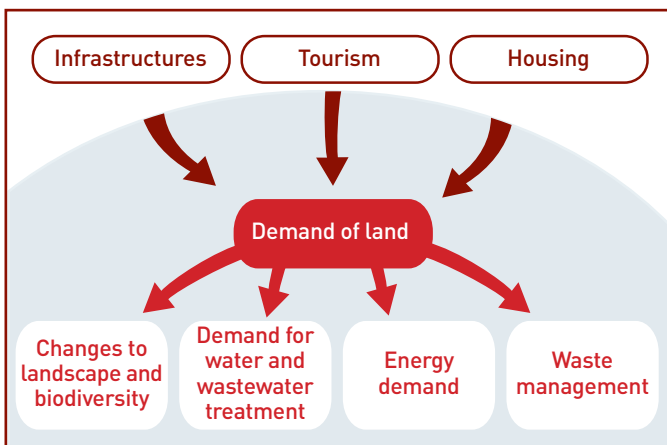 Infrastructures
Tourism
Housing
Demand of land
Changes to
landscape and
biodiversity
Demand for
water and
wastewater
treatment
Energy
demand
Waste
management